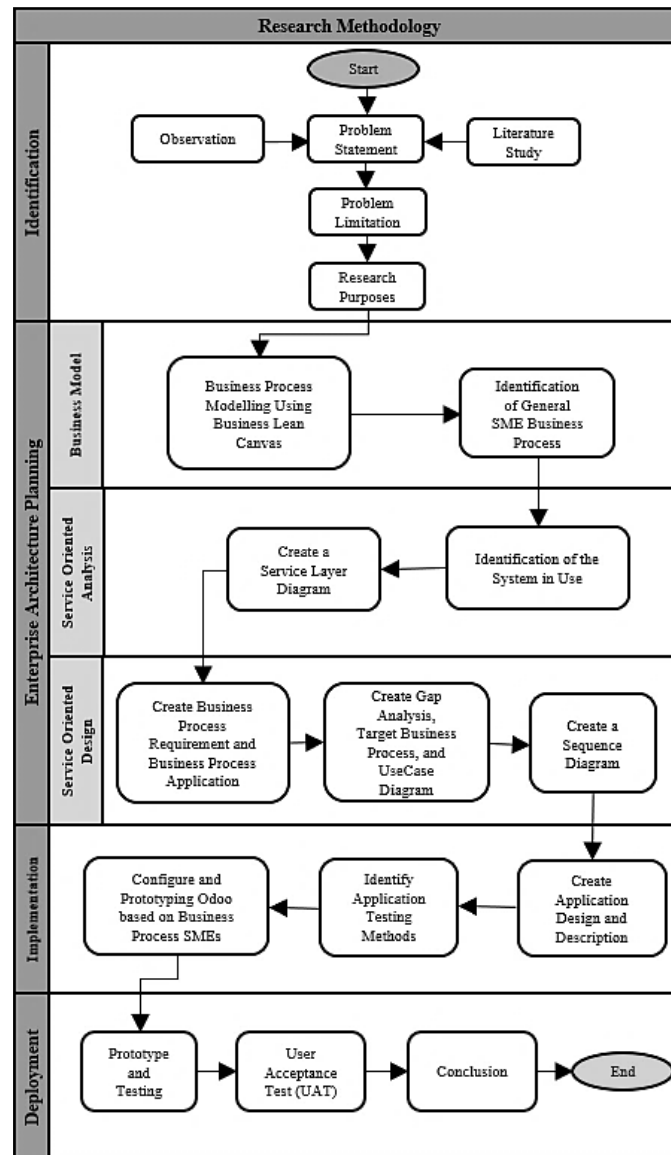 Research Methodology
Identification
Start
Observation
Problem
Statement
Literature
Study
Problem
Limitation
Research
Purposes
Enterprise Architecture Planning
Business Model
Business Process
Modelling Using
Business Lean
Canvas
Identification
of General
SME Business
Process
Service Oriented
Analysis
Create a
Service Layer
Diagram
Identification of the
System in Use
Service Oriented
Design
Create Business
Process
Requirement and
Business Process
Application
Create Gap
Analysis,
Target Business
Process, and
UseCase
Diagram
Create a
Sequence
Diagram
Implementation
Configure and
Prototyping Odoo
based on Business
Process SMEs
Identify
Application
Testing
Methods
Create
Application
Design and
Description
Deployment
Prototype
and
Testing
User
Acceptance
Test (UAT)
Conclusion
End